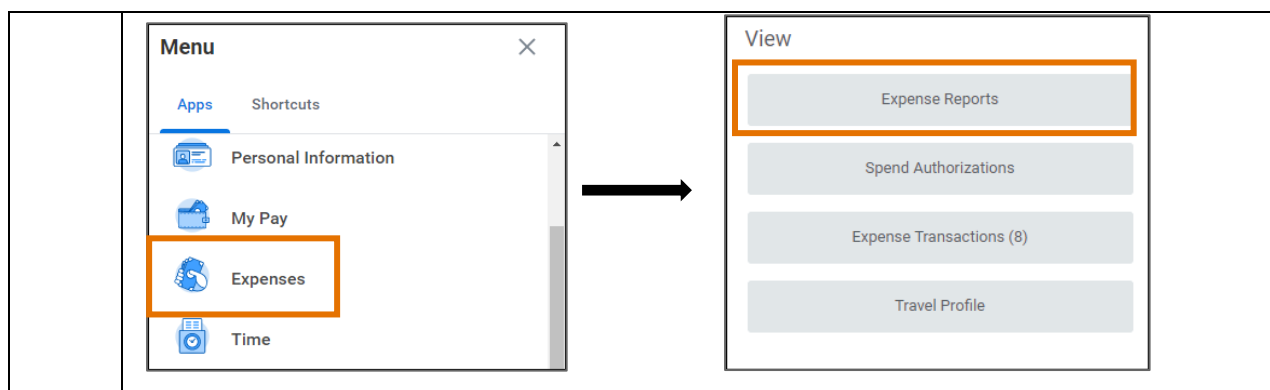 Menu
Apps Shortcuts
Personal Information
My Pay
Expenses
Time
View
Expense Reports
Spend Authorizations
Expense Transactions (8)
Travel Profile